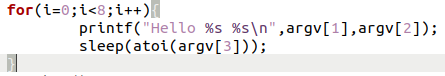 for(i=0;i<8;i++){
        printf("Hello %s %s\n",argv[1],argv[2]);
        sleep(atoi(argv[3]));
}